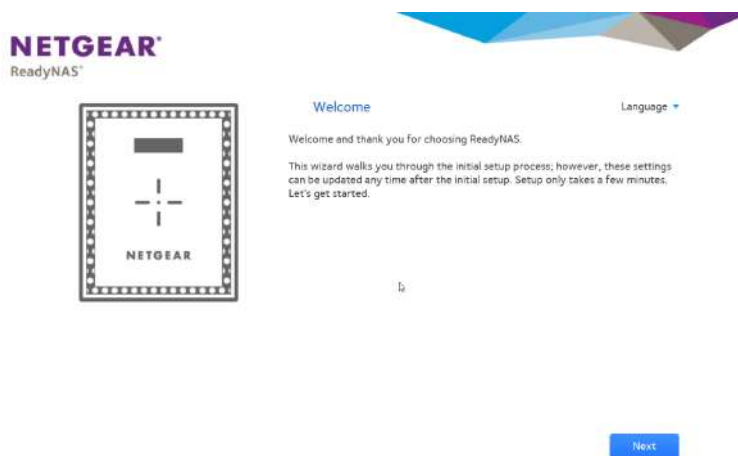 NETGEAR®
ReadyNAS®
Welcome
Language
Welcome and thank you for choosing ReadyNAS.
This wizard walks you through the initial setup process; however, these settings
can be updated any time after the initial setup. Setup only takes a few minutes.
Let's get started.
NETGEAR
Next